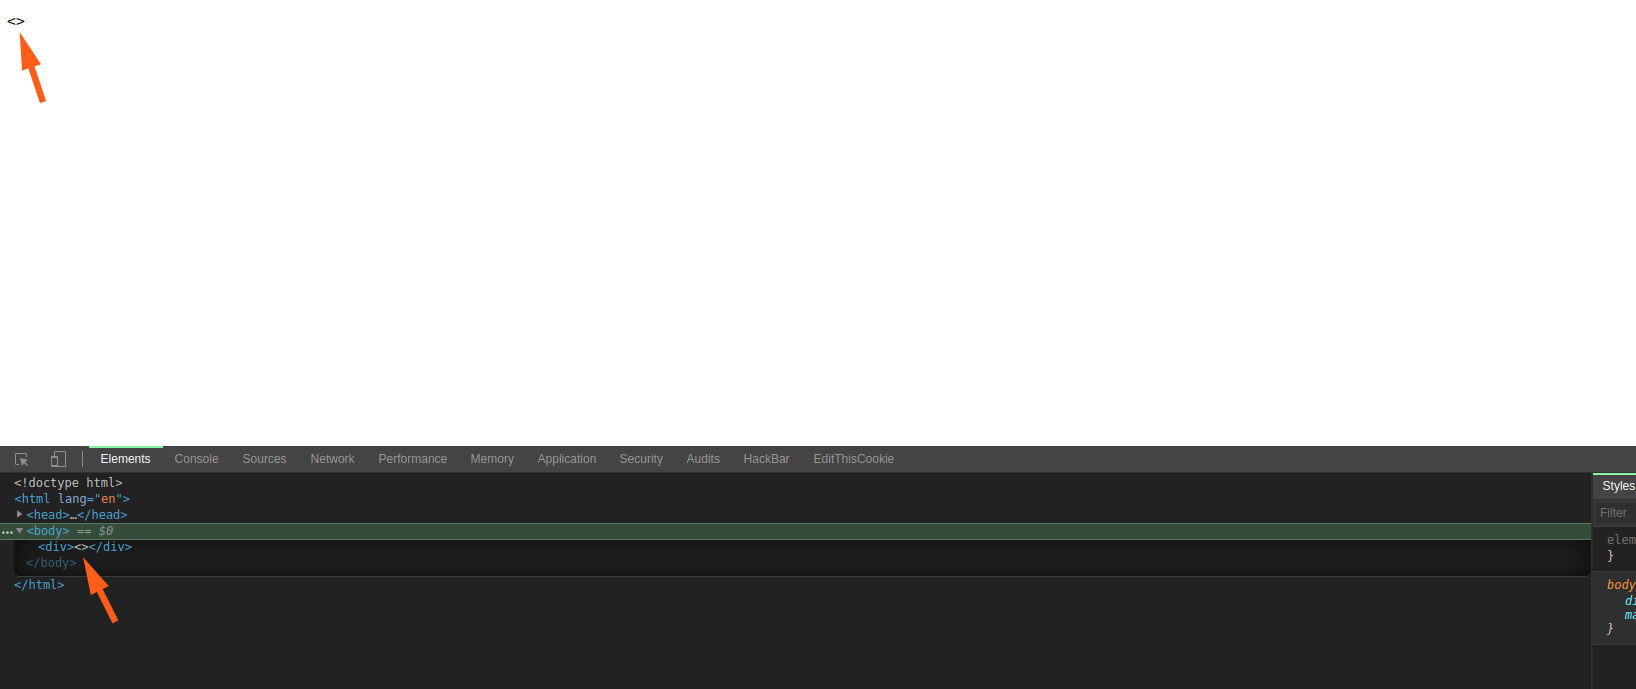 <>
Elements Console Sources Network Performance Memory Application Security Audits HackBar EditThisCookie
<!doctype html>
<html lang="en">
<head>…</head>
<body> == $0
<div><></div>
</body>
</html>
Styles
Filter
elem
}
body
di
ma
}